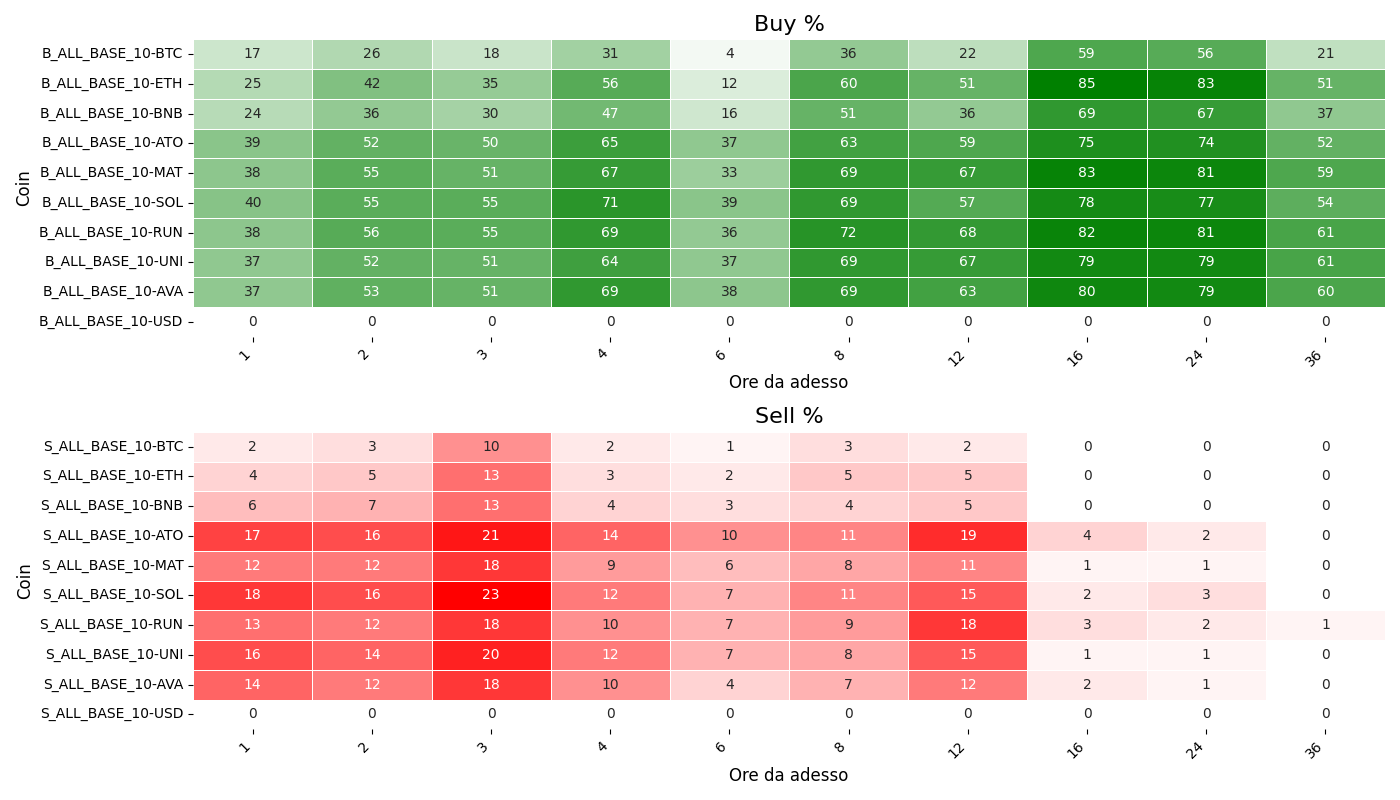 Buy %
Coin
B_ALL_BASE_10-BTC 17 26 18 31 4 36 22 59 56 21
B_ALL_BASE_10-ETH 25 42 35 56 12 60 51 85 83 51
B_ALL_BASE_10-BNB 24 36 30 47 16 51 36 69 67 37
B_ALL_BASE_10-ATO 39 52 50 65 37 63 59 75 74 52
B_ALL_BASE_10-MAT 38 55 51 67 33 69 67 83 81 59
B_ALL_BASE_10-SOL 40 55 55 71 39 69 57 78 77 54
B_ALL_BASE_10-RUN 38 56 55 69 36 72 68 82 81 61
B_ALL_BASE_10-UNI 37 52 51 64 37 69 67 79 79 61
B_ALL_BASE_10-AVA 37 53 51 69 38 69 63 80 79 60
B_ALL_BASE_10-USD 0 0 0 0 0 0 0 0 0 0
1 2 3 4 6 8 12 16 24 36
Ore da adesso
Sell %
Coin
S_ALL_BASE_10-BTC 2 3 10 2 1 3 2 0 0 0
S_ALL_BASE_10-ETH 4 5 13 3 2 5 5 0 0 0
S_ALL_BASE_10-BNB 6 7 13 4 3 4 5 0 0 0
S_ALL_BASE_10-ATO 17 16 21 14 10 11 19 4 2 0
S_ALL_BASE_10-MAT 12 12 18 9 6 8 11 1 1 0
S_ALL_BASE_10-SOL 18 16 23 12 7 11 15 2 3 0
S_ALL_BASE_10-RUN 13 12 18 10 7 9 18 3 2 1
S_ALL_BASE_10-UNI 16 14 20 12 7 8 15 1 1 0
S_ALL_BASE_10-AVA 14 12 18 10 4 7 12 2 1 0
S_ALL_BASE_10-USD 0 0 0 0 0 0 0 0 0 0
1 2 3 4 6 8 12 16 24 36
Ore da adesso